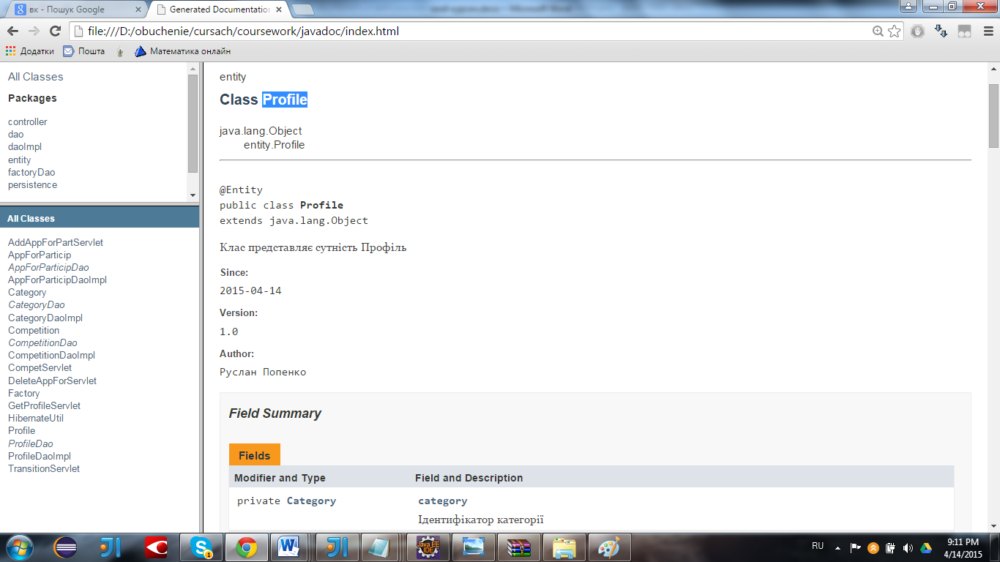 вк - Пошук Google
Generated Documentation
file:///D:/obuchenie/cursach/coursework/javadoc/index.html
Додатки
Пошта
Математика онлайн
All Classes
Packages
controller
dao
daoImpl
entity
factoryDao
persistence
All Classes
AddAppForPartServlet
AppForParticip
AppForParticipDao
AppForParticipDaoImpl
Category
CategoryDao
CategoryDaoImpl
Competition
CompetitionDao
CompetitionDaoImpl
CompetServlet
DeleteAppForServlet
Factory
GetProfileServlet
HibernateUtil
Profile
ProfileDao
ProfileDaoImpl
TransitionServlet
entity
Class Profile
java.lang.Object
entity.Profile
@Entity
public class Profile
extends java.lang.Object
Клас представляє сутність Профіль
Since:
2015-04-14
Version:
1.0
Author:
Руслан Попенко
Field Summary
Fields
Modifier and Type Field and Description
private Category category
Ідентифікатор категорії
1
Java EE
IDE
RU
9:11 PM
4/14/2015